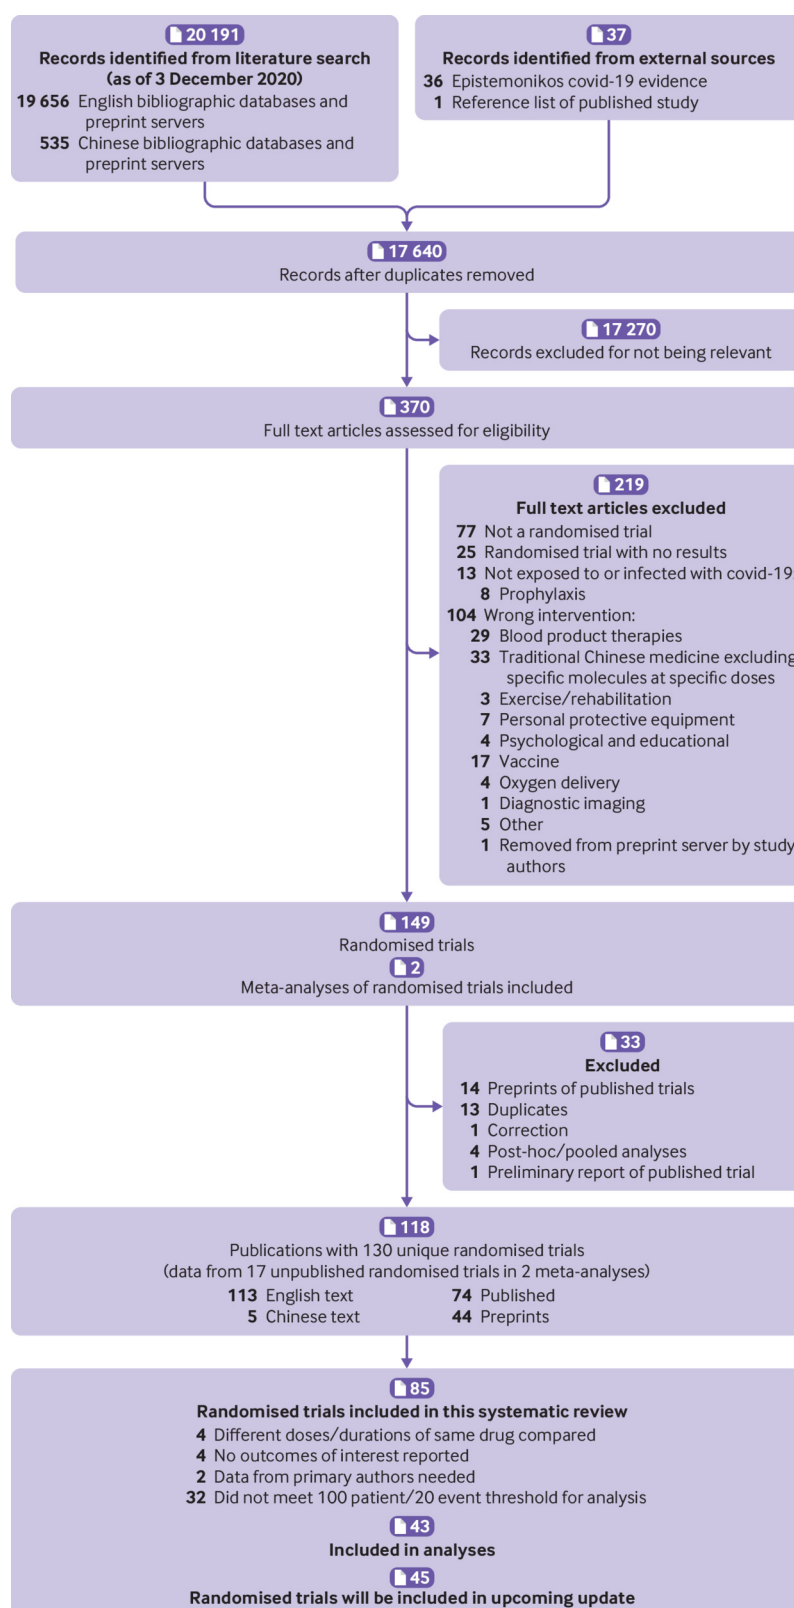 20 191
Records identified from literature search
(as of 3 December 2020)
19 656 English bibliographic databases and
preprint servers
535 Chinese bibliographic databases and
preprint servers
37
Records identified from external sources
36 Epistemonikos covid-19 evidence
1 Reference list of published study
17 640
Records after duplicates removed
17 270
Records excluded for not being relevant
370
Full text articles assessed for eligibility
219
Full text articles excluded
77 Not a randomised trial
25 Randomised trial with no results
13 Not exposed to or infected with covid-19
8 Prophylaxis
104 Wrong intervention:
29 Blood product therapies
33 Traditional Chinese medicine excluding
specific molecules at specific doses
3 Exercise/rehabilitation
7 Personal protective equipment
4 Psychological and educational
17 Vaccine
4 Oxygen delivery
1 Diagnostic imaging
5 Other
1 Removed from preprint server by study
authors
149
Randomised trials
2
Meta-analyses of randomised trials included
33
Excluded
14 Preprints of published trials
13 Duplicates
1 Correction
4 Post-hoc/pooled analyses
1 Preliminary report of published trial
118
Publications with 130 unique randomised trials
(data from 17 unpublished randomised trials in 2 meta-analyses)
113 English text
5 Chinese text
74 Published
44 Preprints
85
Randomised trials included in this systematic review
4 Different doses/durations of same drug compared
4 No outcomes of interest reported
2 Data from primary authors needed
32 Did not meet 100 patient/20 event threshold for analysis
43
Included in analyses
45
Randomised trials will be included in upcoming update